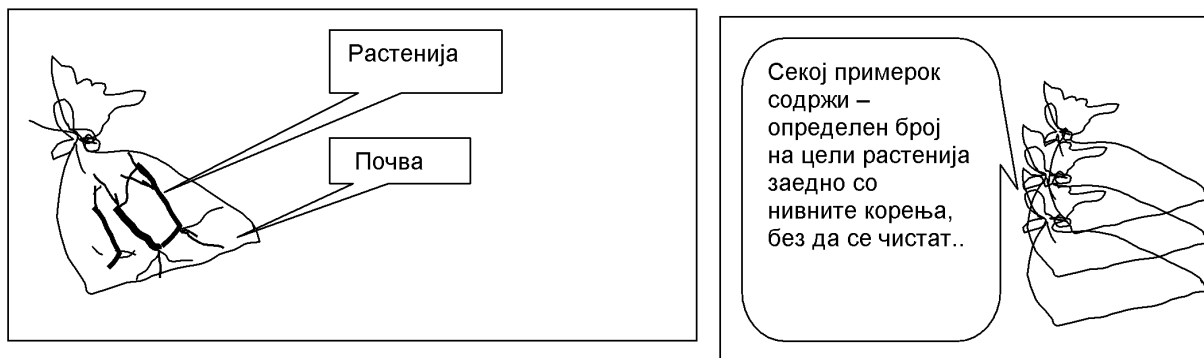 Растенија
Почва
Секој примерок
содржи –
определен број
на цели растенија
заедно со
нивните корења,
без да се чистат..